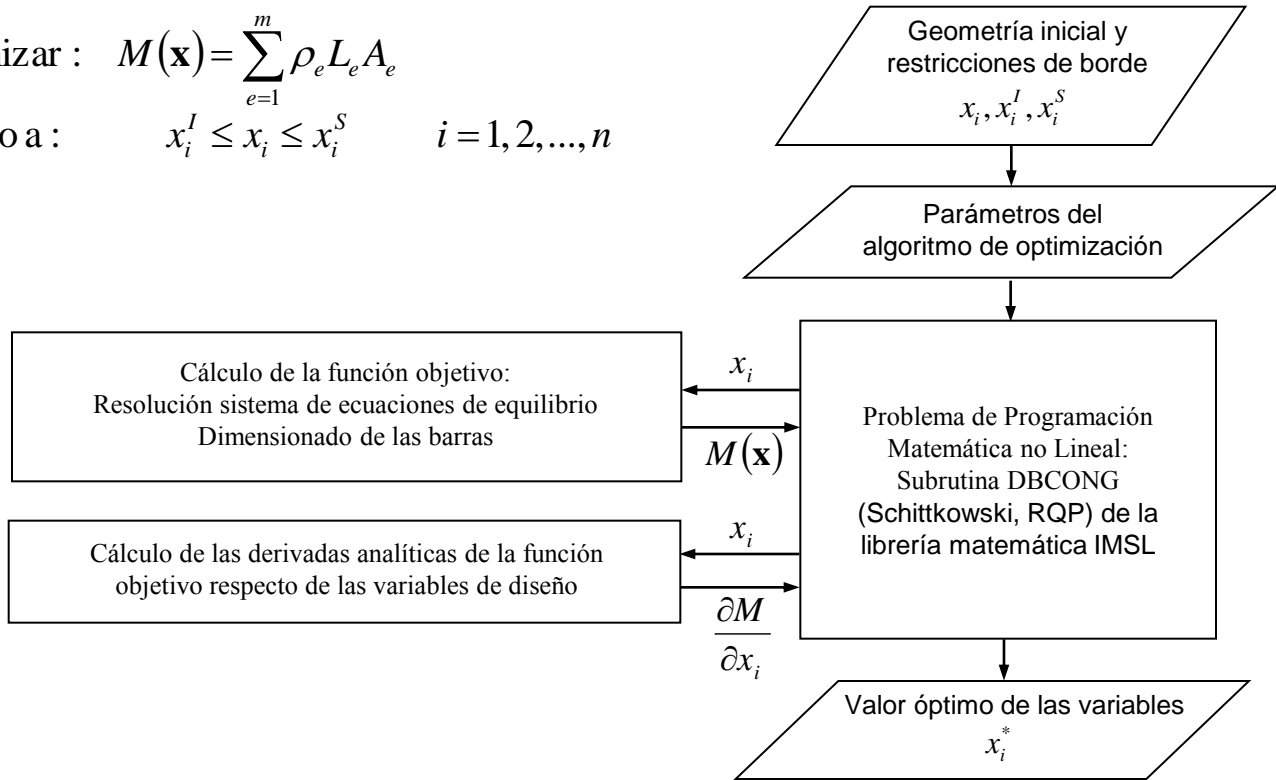 izar : M(x) = ∑_{e=1}^{m} ρ_e L_e A_e
o a : x_i^I ≤ x_i ≤ x_i^S i = 1, 2, ..., n
Geometría inicial y
restricciones de borde
x_i, x_i^I, x_i^S
Parámetros del
algoritmo de optimización
Cálculo de la función objetivo:
Resolución sistema de ecuaciones de equilibrio
Dimensionado de las barras
x_i
M(x)
Problema de Programación
Matemática no Lineal:
Subrutina DBCONG
(Schittkowski, RQP) de la
librería matemática IMSL
Cálculo de las derivadas analíticas de la función
objetivo respecto de las variables de diseño
x_i
∂M
∂x_i
Valor óptimo de las variables
x_i^*